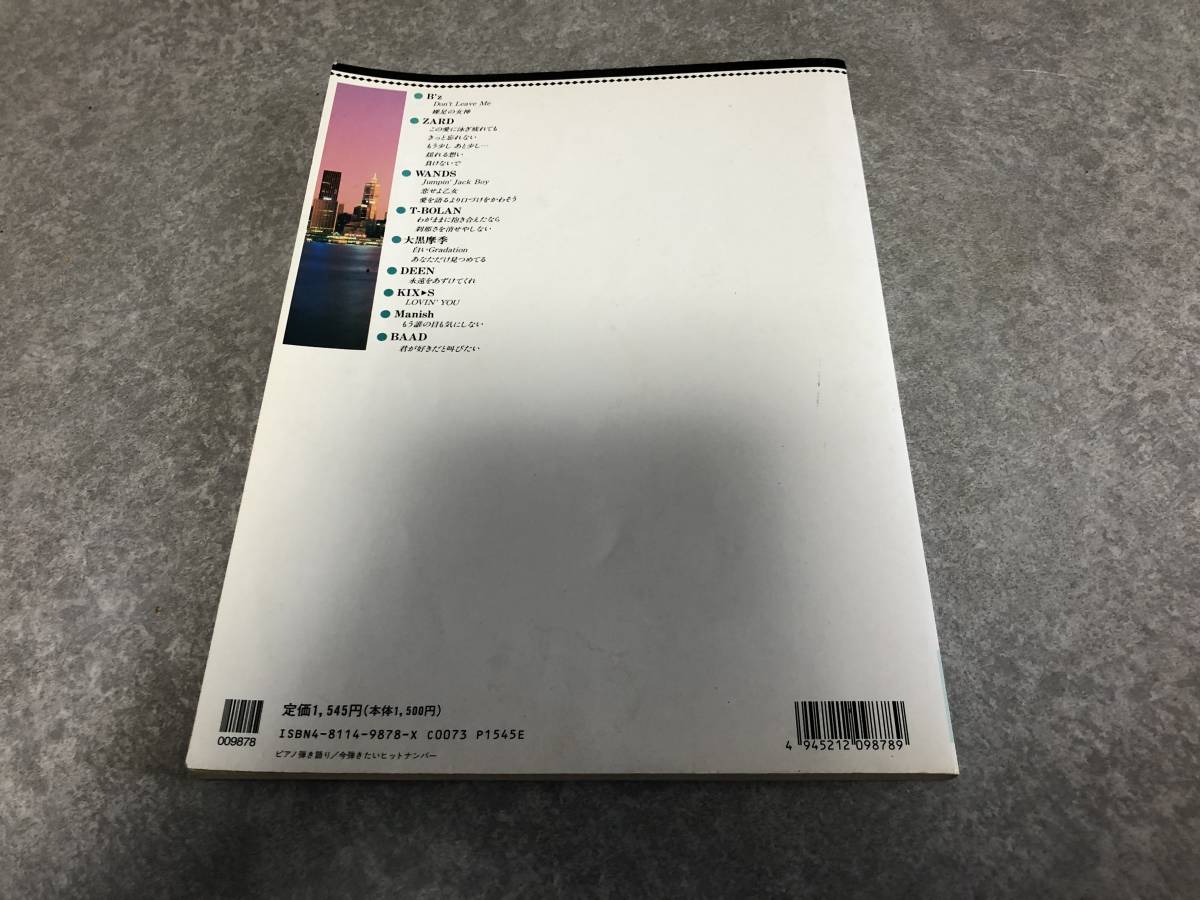 B'z
Don't Leave Me
裸足の女神
ZARD
この愛に泳ぎ疲れても
きっと忘れない
もう少し あと少し…
揺れる想い
負けないで
WANDS
Jumpin' Jack Boy
恋せよ乙女
愛を語るより口づけをかわそう
T-BOLAN
わがままに抱き合えたなら
刹那さを消せやしない
大黒摩季
白いGradation
あなただけ見つめてる
DEEN
永遠をあずけてくれ
KIX▶S
LOVIN' YOU
Manish
もう誰の目も気にしない
BAAD
君が好きだと叫びたい
009878
定価1,545円(本体1,500円)
ISBN4-8114-9878-X C0073 P1545E
ピアノ弾き語り/今弾きたいヒットナンバー
4 945212 098789